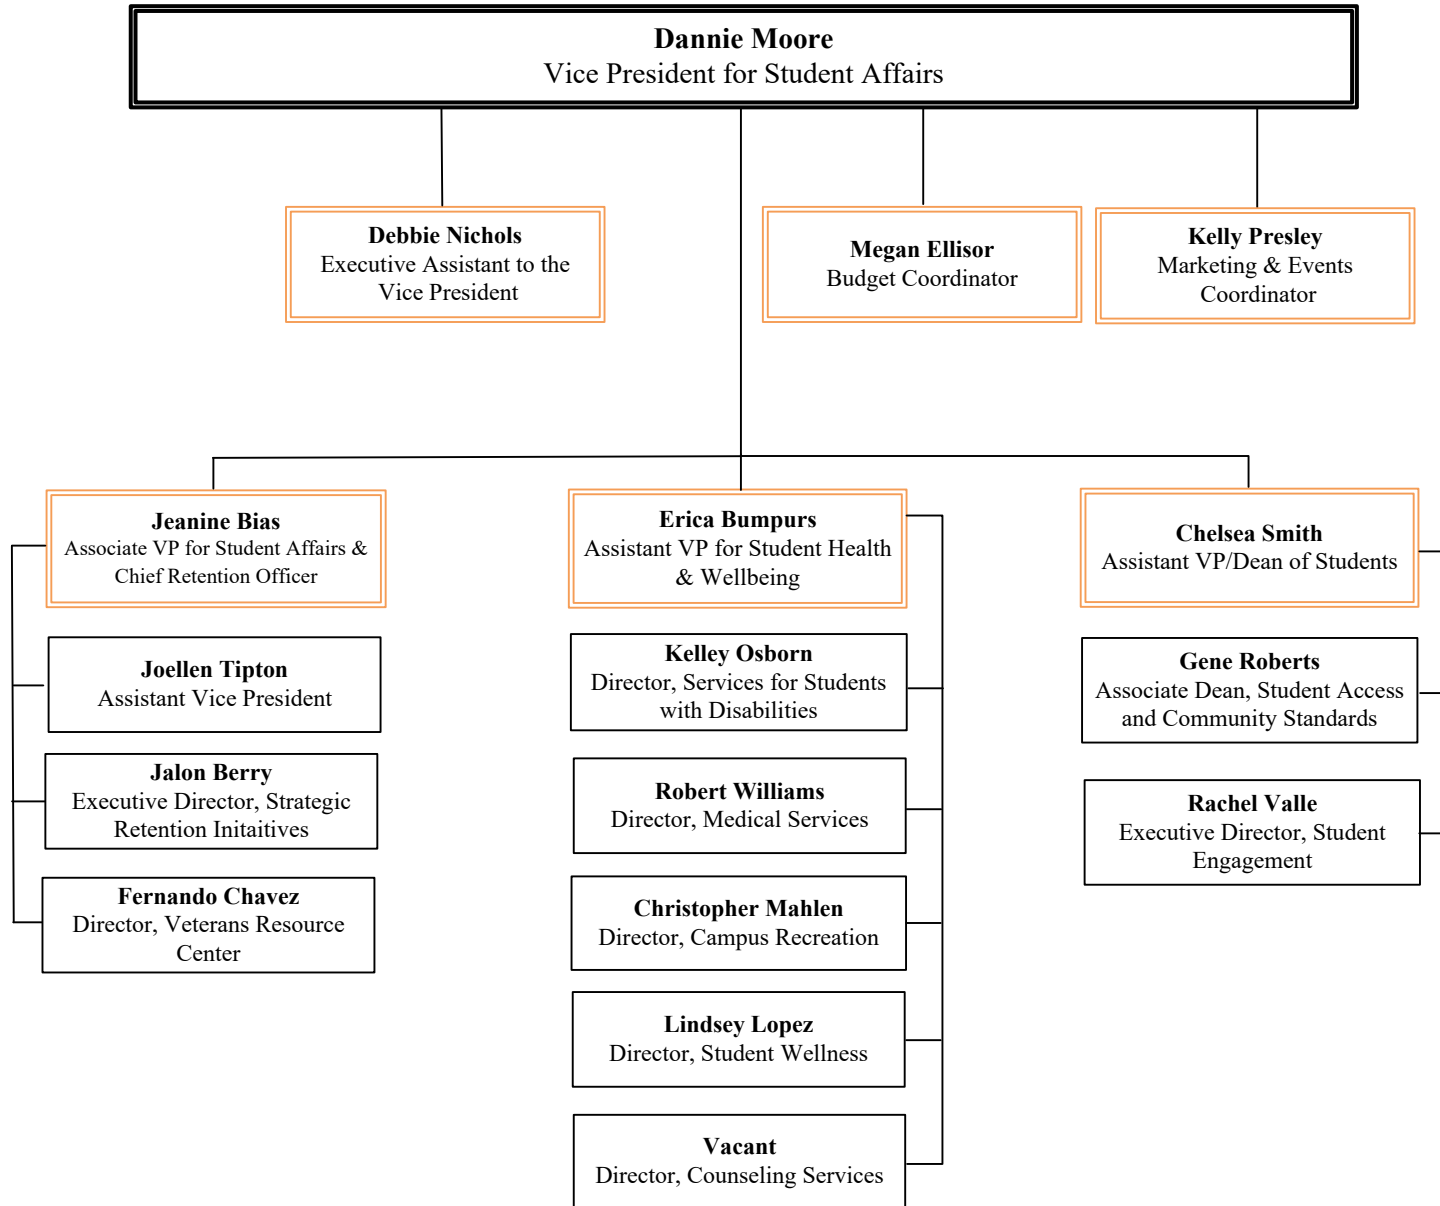 Dannie Moore
Vice President for Student Affairs
Debbie Nichols
Executive Assistant to the
Vice President
Megan Ellisor
Budget Coordinator
Kelly Presley
Marketing & Events
Coordinator
Jeanine Bias
Associate VP for Student Affairs &
Chief Retention Officer
Joellen Tipton
Assistant Vice President
Jalon Berry
Executive Director, Strategic
Retention Initaitives
Fernando Chavez
Director, Veterans Resource
Center
Erica Bumpurs
Assistant VP for Student Health
& Wellbeing
Kelley Osborn
Director, Services for Students
with Disabilities
Robert Williams
Director, Medical Services
Christopher Mahlen
Director, Campus Recreation
Lindsey Lopez
Director, Student Wellness
Vacant
Director, Counseling Services
Chelsea Smith
Assistant VP/Dean of Students
Gene Roberts
Associate Dean, Student Access
and Community Standards
Rachel Valle
Executive Director, Student
Engagement